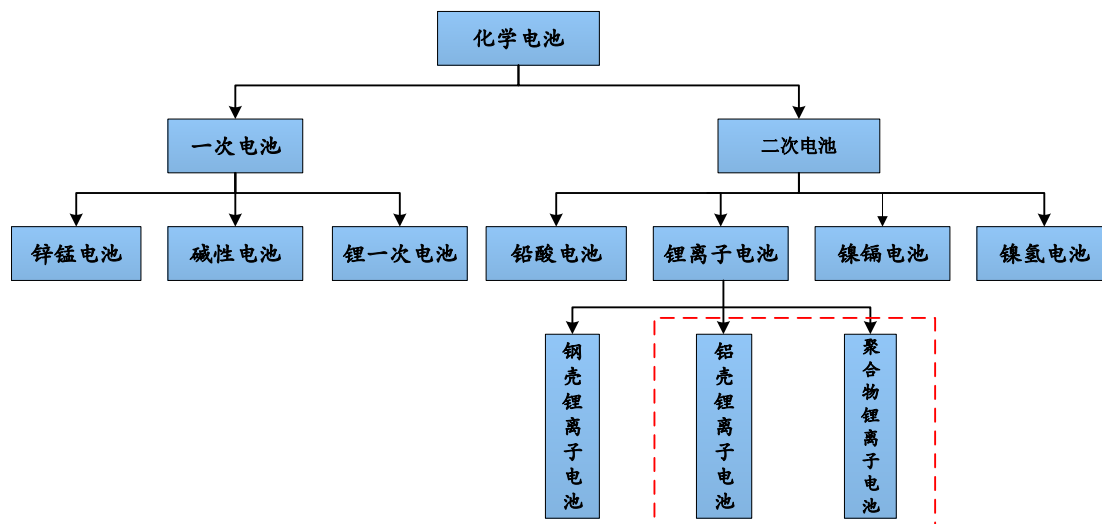 化学电池
一次电池
二次电池
锌锰电池
碱性电池
锂一次电池
铅酸电池
锂离子电池
镍镉电池
镍氢电池
钢壳锂离子电池
铝壳锂离子电池
聚合物锂离子电池